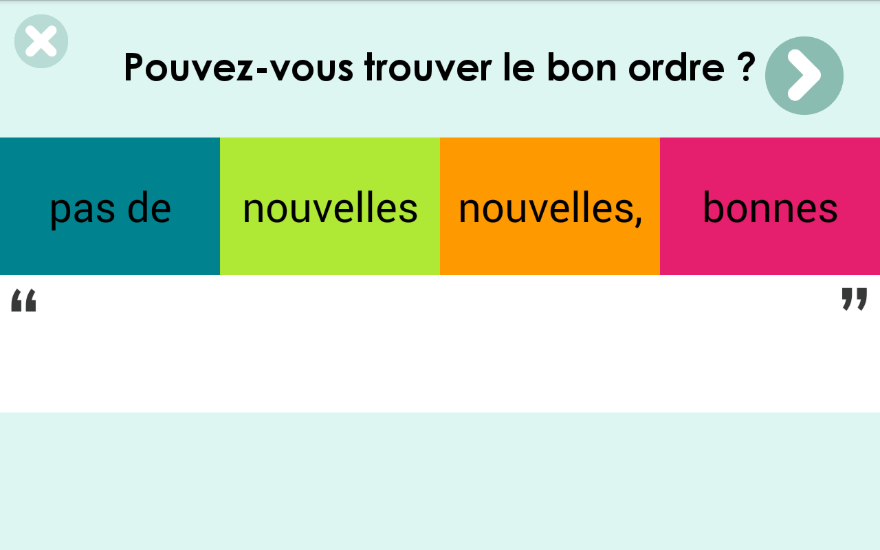 Pouvez-vous trouver le bon ordre ?
pas de nouvelles nouvelles, bonnes
“ ”